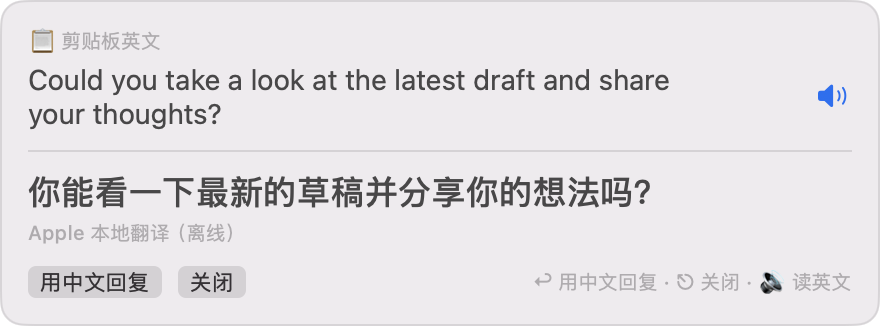 📋 剪贴板英文
Could you take a look at the latest draft and share
your thoughts?
你能看一下最新的草稿并分享你的想法吗？
Apple 本地翻译（离线）
用中文回复 关闭 ↩ 用中文回复 · ⎋ 关闭 · 🔊 读英文